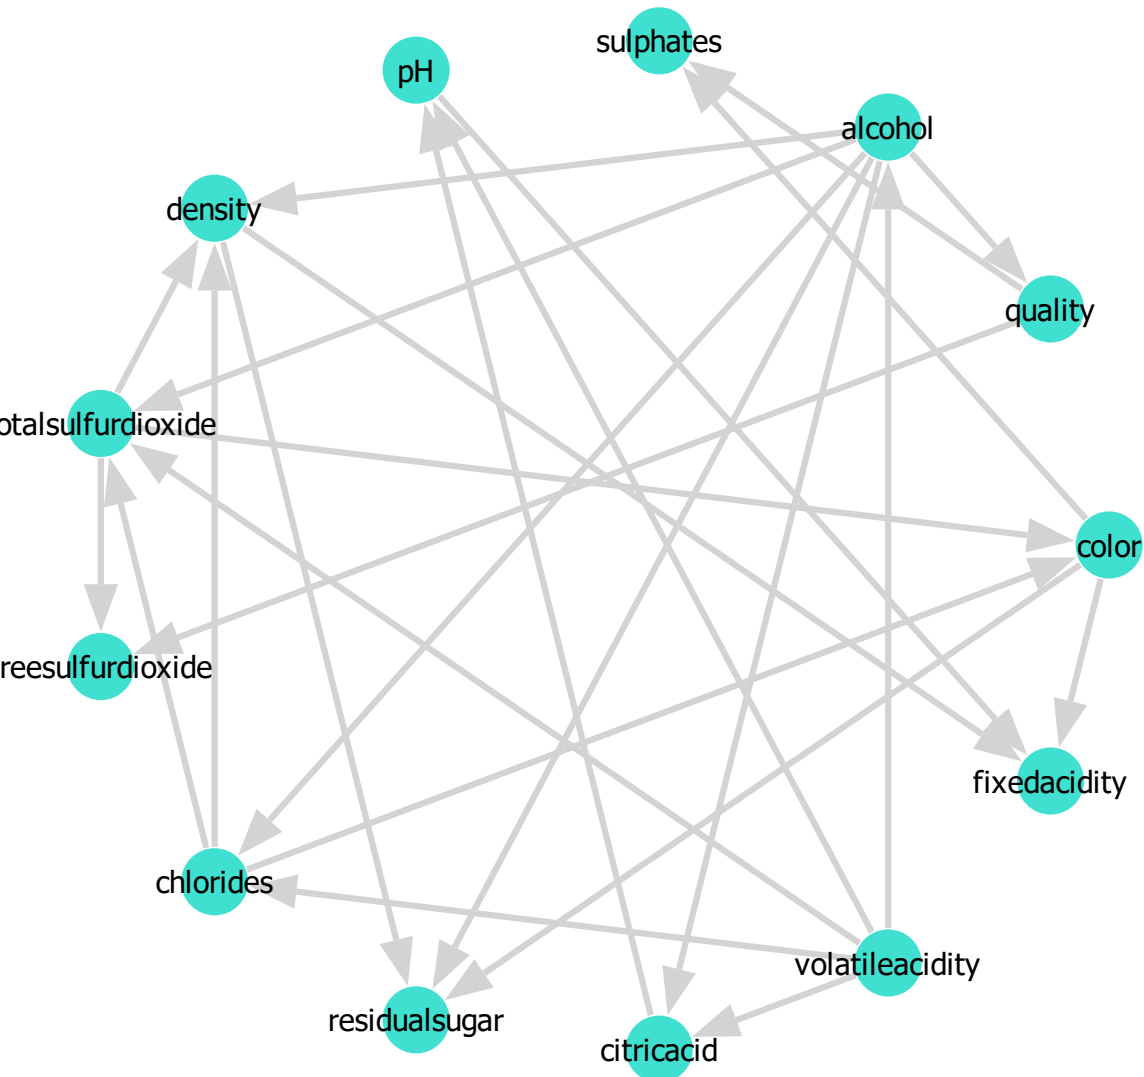 sulphates
pH
alcohol
density
quality
otalsulfurdioxide
color
reesulfurdioxide
fixedacidity
chlorides
volatileacidity
residualsugar
citricacid